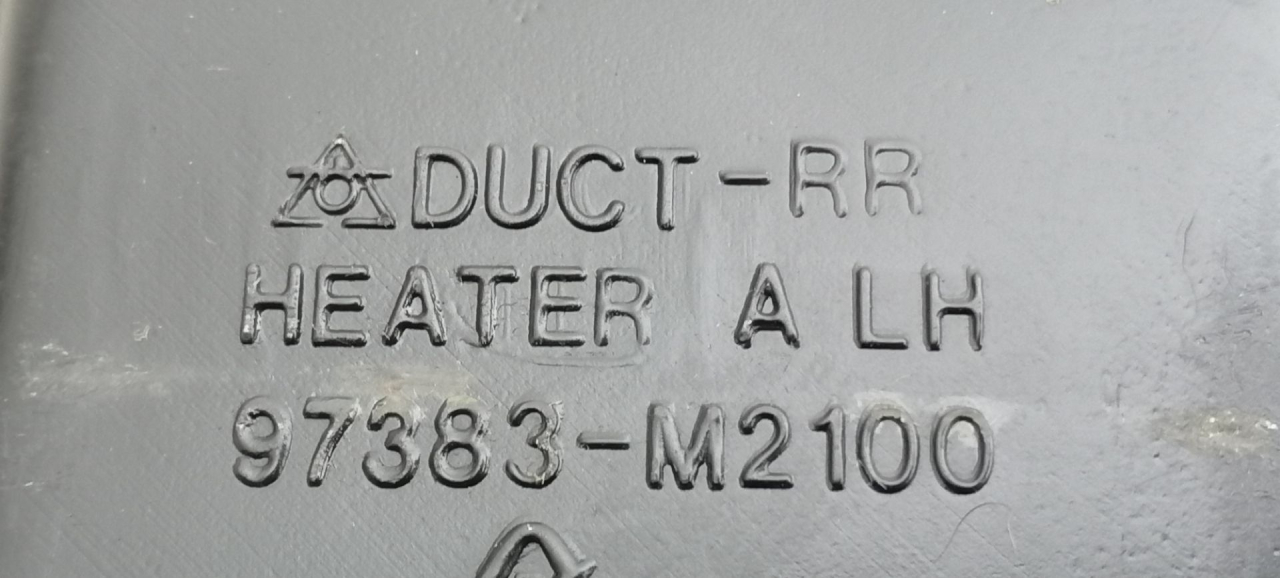 DUCT-RR
HEATER A LH
97383-M2100